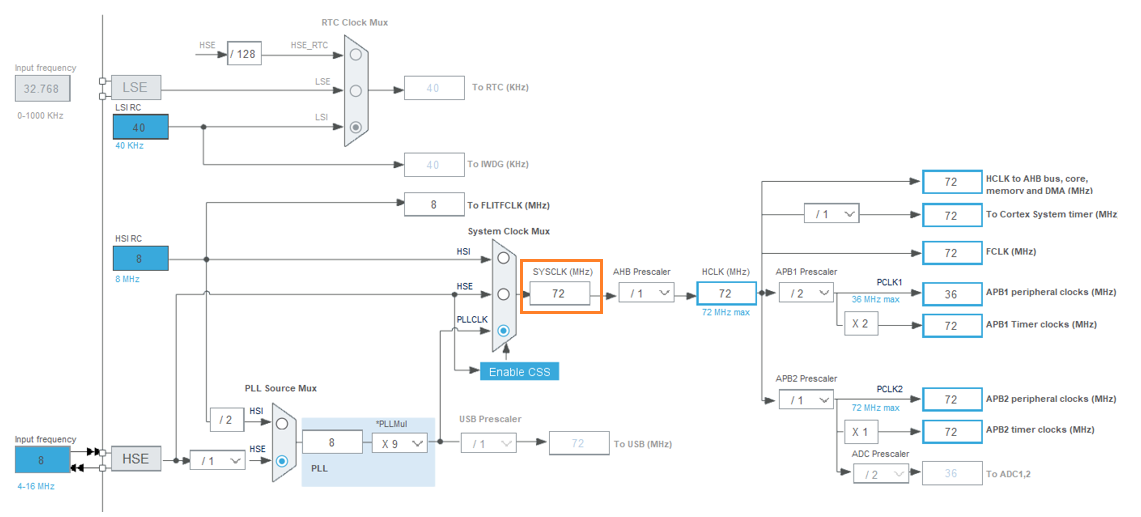 RTC Clock Mux
HSE
/ 128
HSE_RTC
Input frequency
32.768
0-1000 KHz
LSE
LSE
40
To RTC (KHz)
LSI RC
40
40 KHz
LSI
40
To IWDG (KHz)
8
To FLITFCLK (MHz)
HSI RC
8
8 MHz
System Clock Mux
HSI
HSE
PLLCLK
Enable CSS
SYSCLK (MHz)
72
AHB Prescaler
/ 1
HCLK (MHz)
72
72 MHz max
72
HCLK to AHB bus, core,
memory and DMA (MHz)
/ 1
72
To Cortex System timer (MHz
72
FCLK (MHz)
APB1 Prescaler
/ 2
PCLK1
36 MHz max
36
APB1 peripheral clocks (MHz)
X 2
72
APB1 Timer clocks (MHz)
APB2 Prescaler
/ 1
PCLK2
72 MHz max
72
APB2 peripheral clocks (MHz)
X 1
72
APB2 timer clocks (MHz)
ADC Prescaler
/ 2
36
To ADC1,2
PLL Source Mux
/ 2
HSI
Input frequency
8
4-16 MHz
HSE
/ 1
HSE
8
*PLLMul
X 9
PLL
USB Prescaler
/ 1
72
To USB (MHz)